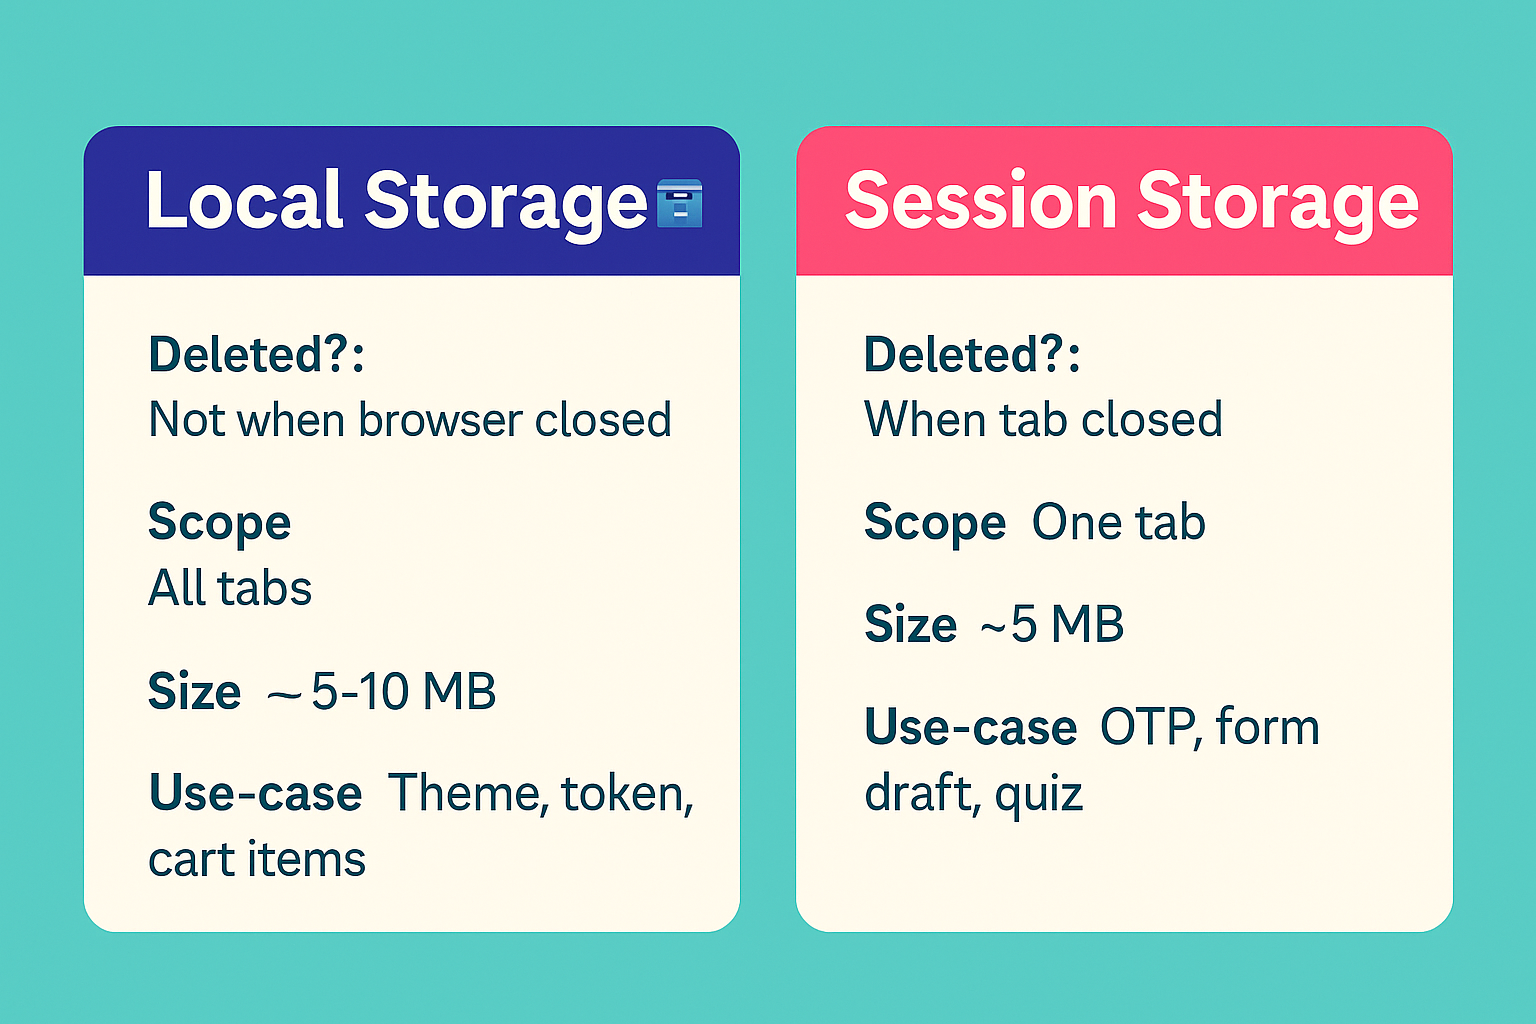 Local Storage
Deleted?:
Not when browser closed
Scope
All tabs
Size ~5-10 MB
Use-case Theme, token,
cart items
Session Storage
Deleted?:
When tab closed
Scope One tab
Size ~5 MB
Use-case OTP, form
draft, quiz